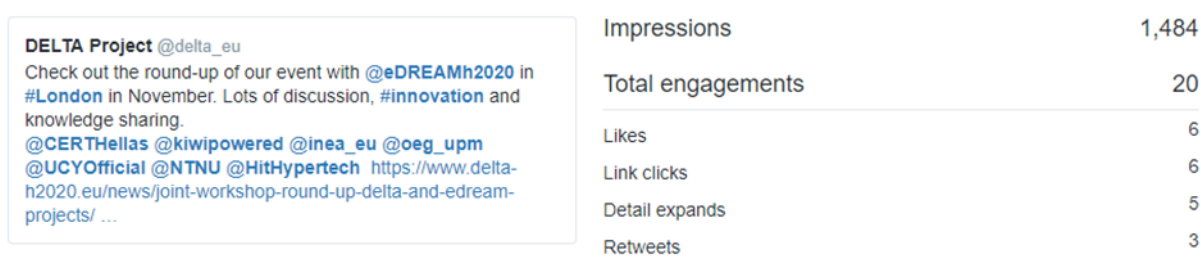 DELTA Project @delta_eu
Check out the round-up of our event with @eDREAMh2020 in
#London in November. Lots of discussion, #innovation and
knowledge sharing.
@CERTHellas @kiwipowered @inea_eu @oeg_upm
@UCYOfficial @NTNU @HitHypertech https://www.delta-
h2020.eu/news/joint-workshop-round-up-delta-and-edream-
projects/ …
Impressions 1,484
Total engagements 20
Likes 6
Link clicks 6
Detail expands 5
Retweets 3